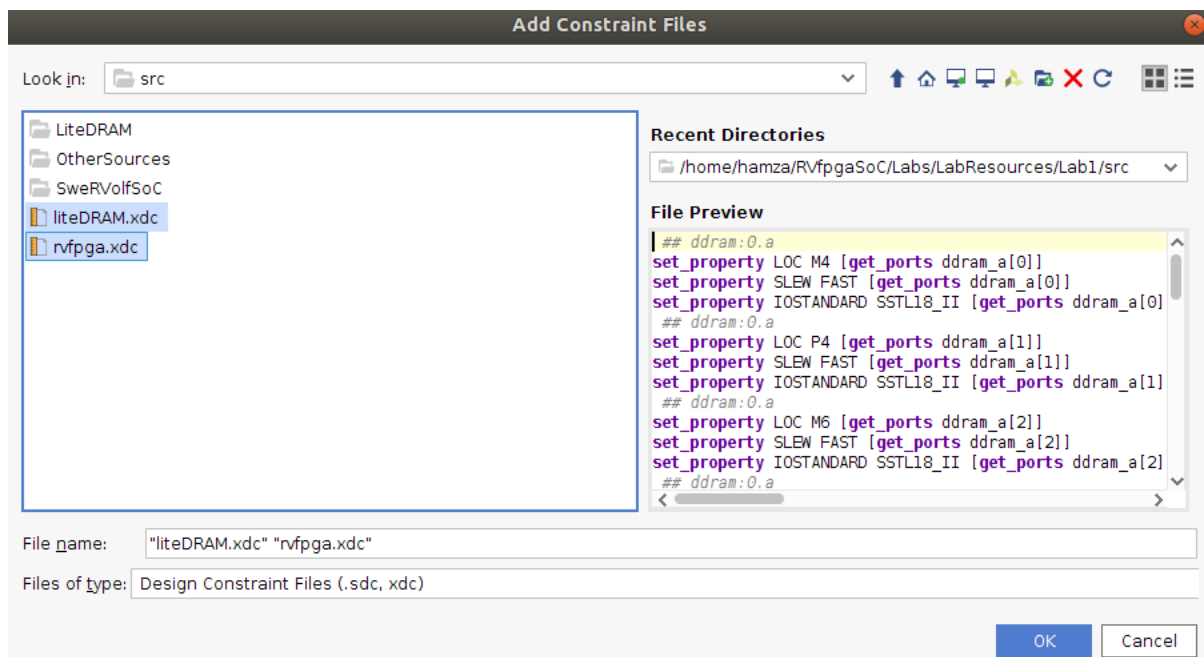 Add Constraint Files
Look in: src
LiteDRAM
OtherSources
SweRVolfSoC
liteDRAM.xdc
rvfpga.xdc
Recent Directories
/home/hamza/RVfpgaSoC/Labs/LabResources/Lab1/src
File Preview
## ddram:0.a
set_property LOC M4 [get_ports ddram_a[0]]
set_property SLEW FAST [get_ports ddram_a[0]]
set_property IOSTANDARD SSTL18_II [get_ports ddram_a[0]
## ddram:0.a
set_property LOC P4 [get_ports ddram_a[1]]
set_property SLEW FAST [get_ports ddram_a[1]]
set_property IOSTANDARD SSTL18_II [get_ports ddram_a[1]
## ddram:0.a
set_property LOC M6 [get_ports ddram_a[2]]
set_property SLEW FAST [get_ports ddram_a[2]]
set_property IOSTANDARD SSTL18_II [get_ports ddram_a[2]
## ddram:0.a
File name: "liteDRAM.xdc" "rvfpga.xdc"
Files of type: Design Constraint Files (.sdc, xdc)
OK Cancel